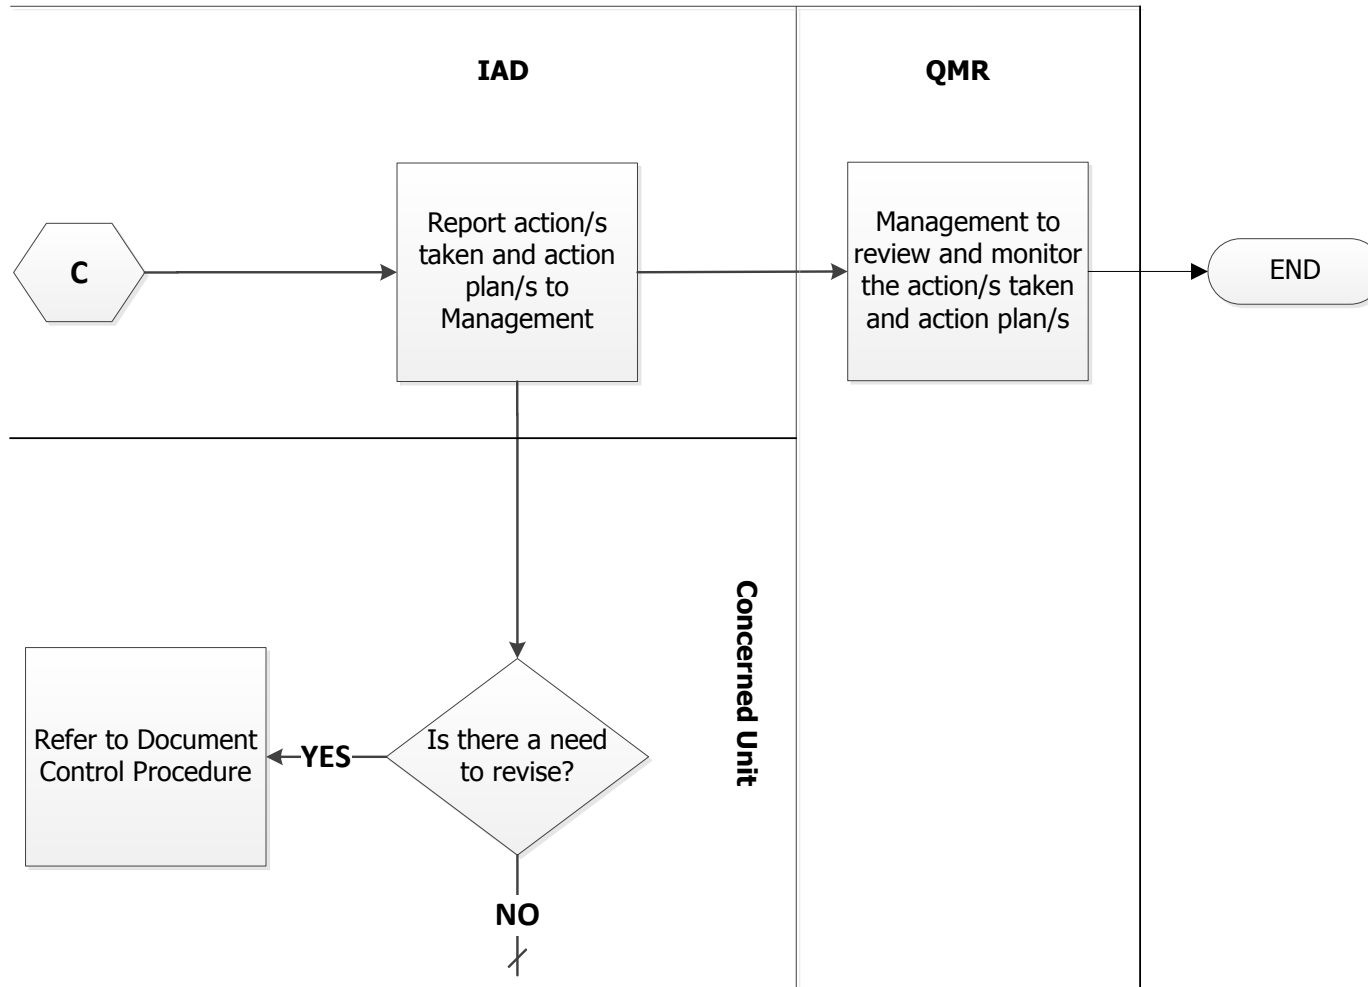 IAD
QMR
C
Report action/s
taken and action
plan/s to
Management
Management to
review and monitor
the action/s taken
and action plan/s
END
Concerned Unit
Refer to Document
Control Procedure
YES
Is there a need
to revise?
NO